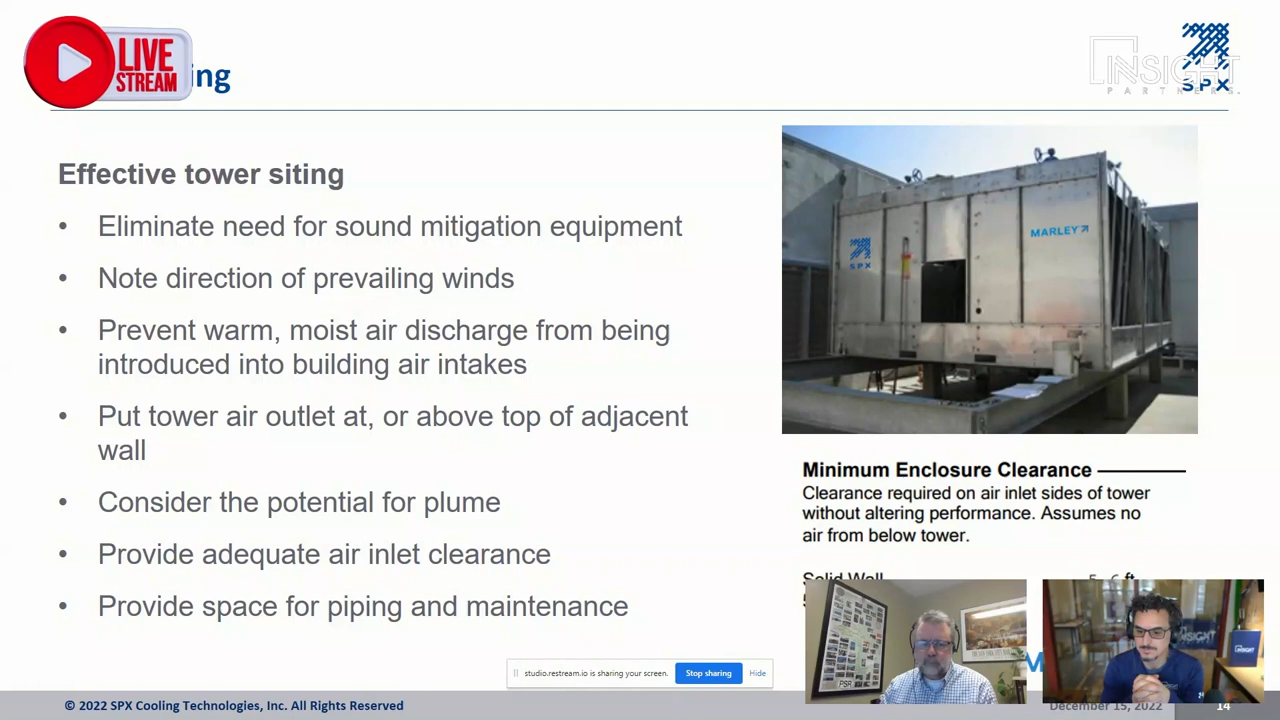 LIVE
STREAM
ing
INSIGHT
PARTNERS.
SPX
Effective tower siting
• Eliminate need for sound mitigation equipment
• Note direction of prevailing winds
• Prevent warm, moist air discharge from being
introduced into building air intakes
• Put tower air outlet at, or above top of adjacent
wall
• Consider the potential for plume
• Provide adequate air inlet clearance
• Provide space for piping and maintenance
SPX
MARLEY
Minimum Enclosure Clearance
Clearance required on air inlet sides of tower
without altering performance. Assumes no
air from below tower.
Solid Wall
ft
PSR
INSIGHT
INSIGHT
studio.restream.io is sharing your screen.
Stop sharing
Hide
© 2022 SPX Cooling Technologies, Inc. All Rights Reserved
December 15, 2022
14